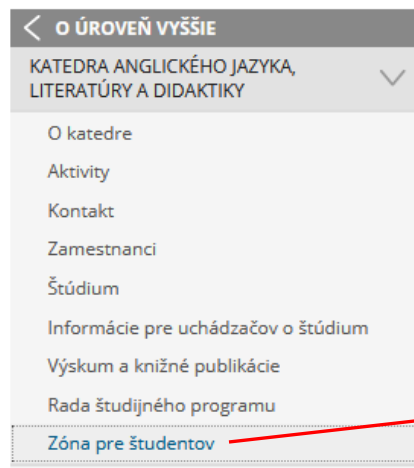 O ÚROVEŇ VYŠŠIE
KATEDRA ANGLICKÉHO JAZYKA,
LITERATÚRY A DIDAKTIKY
O katedre
Aktivity
Kontakt
Zamestnanci
Štúdium
Informácie pre uchádzačov o štúdium
Výskum a knižné publikácie
Rada študijného programu
Zóna pre študentov